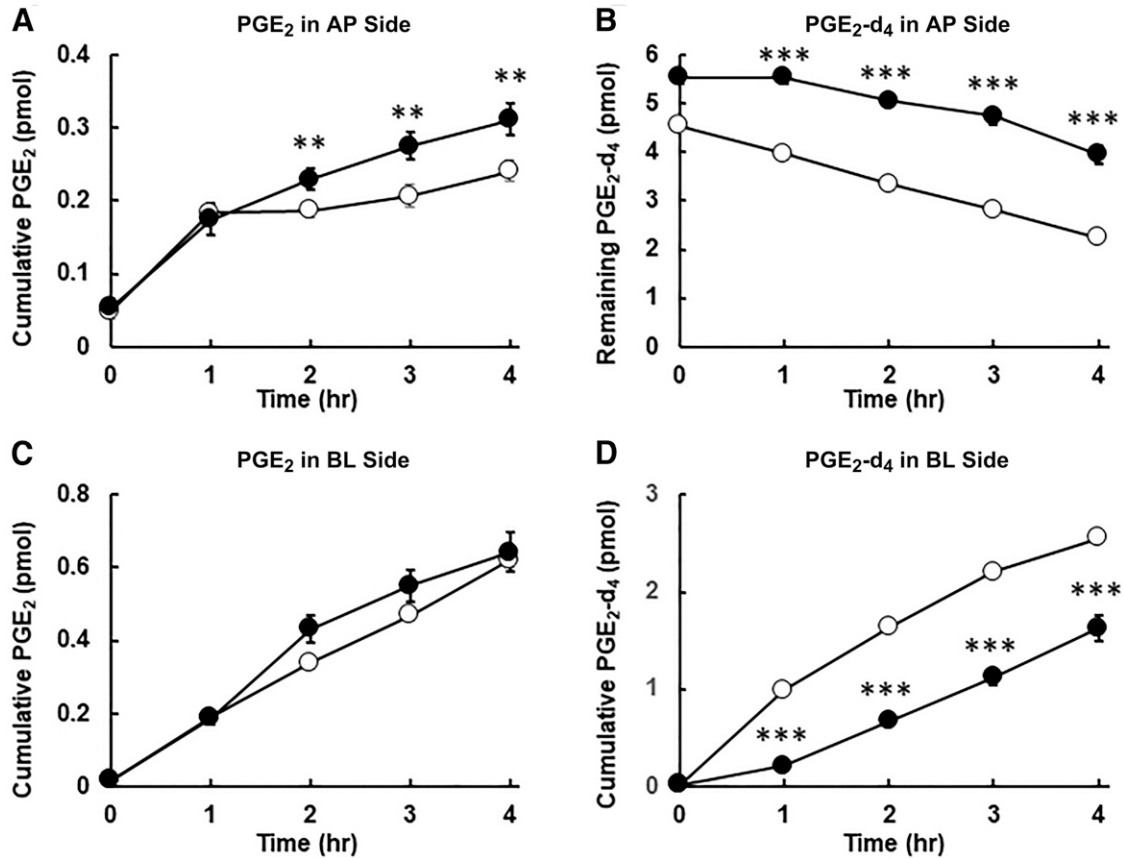 A
PGE₂ in AP Side
Cumulative PGE₂ (pmol)
0.4
0.3
0.2
0.1
0
**
**
**
0 1 2 3 4
Time (hr)
B
PGE₂-d₄ in AP Side
Remaining PGE₂-d₄ (pmol)
6
5
4
3
2
1
0
***
***
***
***
0 1 2 3 4
Time (hr)
C
PGE₂ in BL Side
Cumulative PGE₂ (pmol)
0.8
0.6
0.4
0.2
0
0 1 2 3 4
Time (hr)
D
PGE₂-d₄ in BL Side
Cumulative PGE₂-d₄ (pmol)
3
2
1
0
***
***
***
***
0 1 2 3 4
Time (hr)